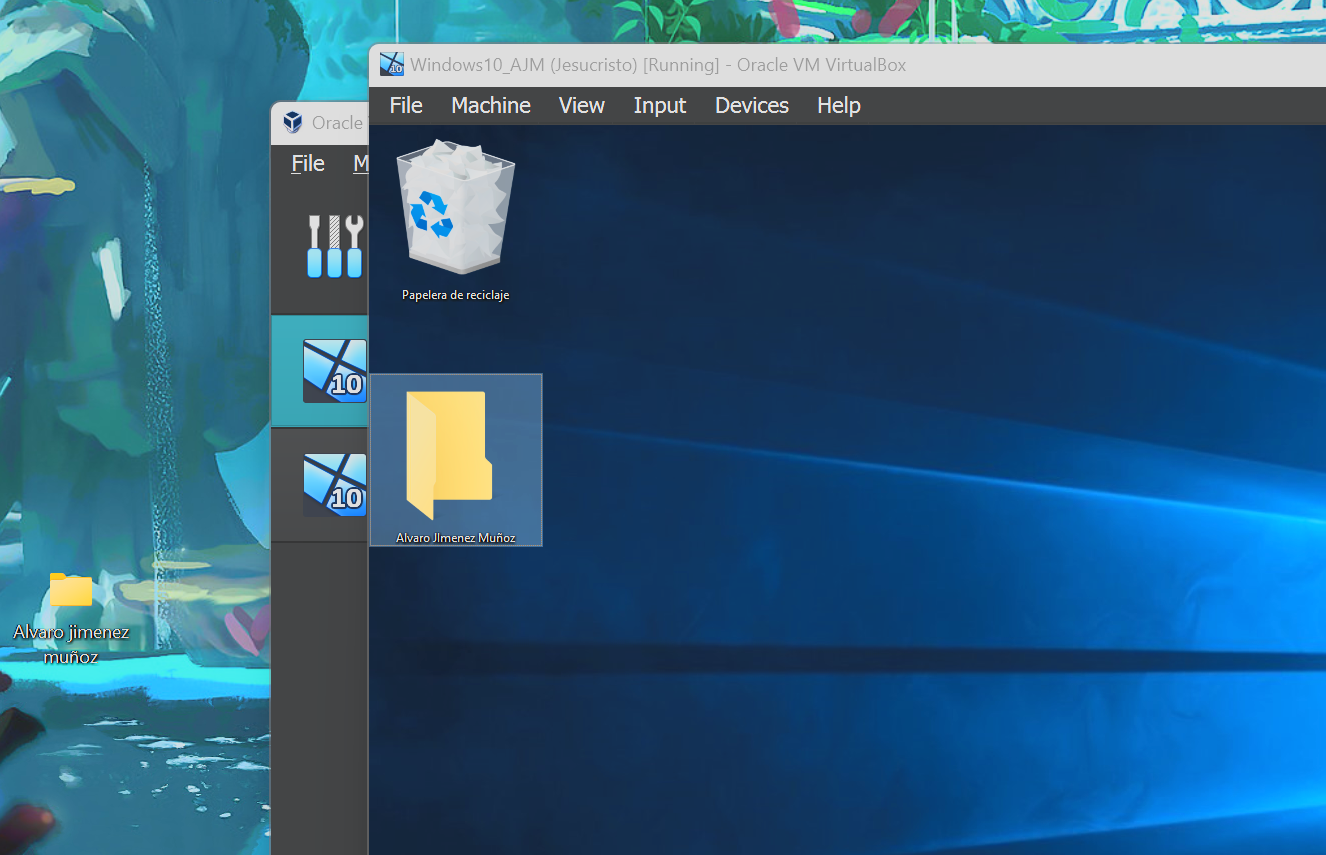 Windows10_AJM (Jesucristo) [Running] - Oracle VM VirtualBox
File Machine View Input Devices Help
Oracle
File M
Papelera de reciclaje
10
10
Alvaro JImenez Muñoz
Alvaro jimenez
muñoz